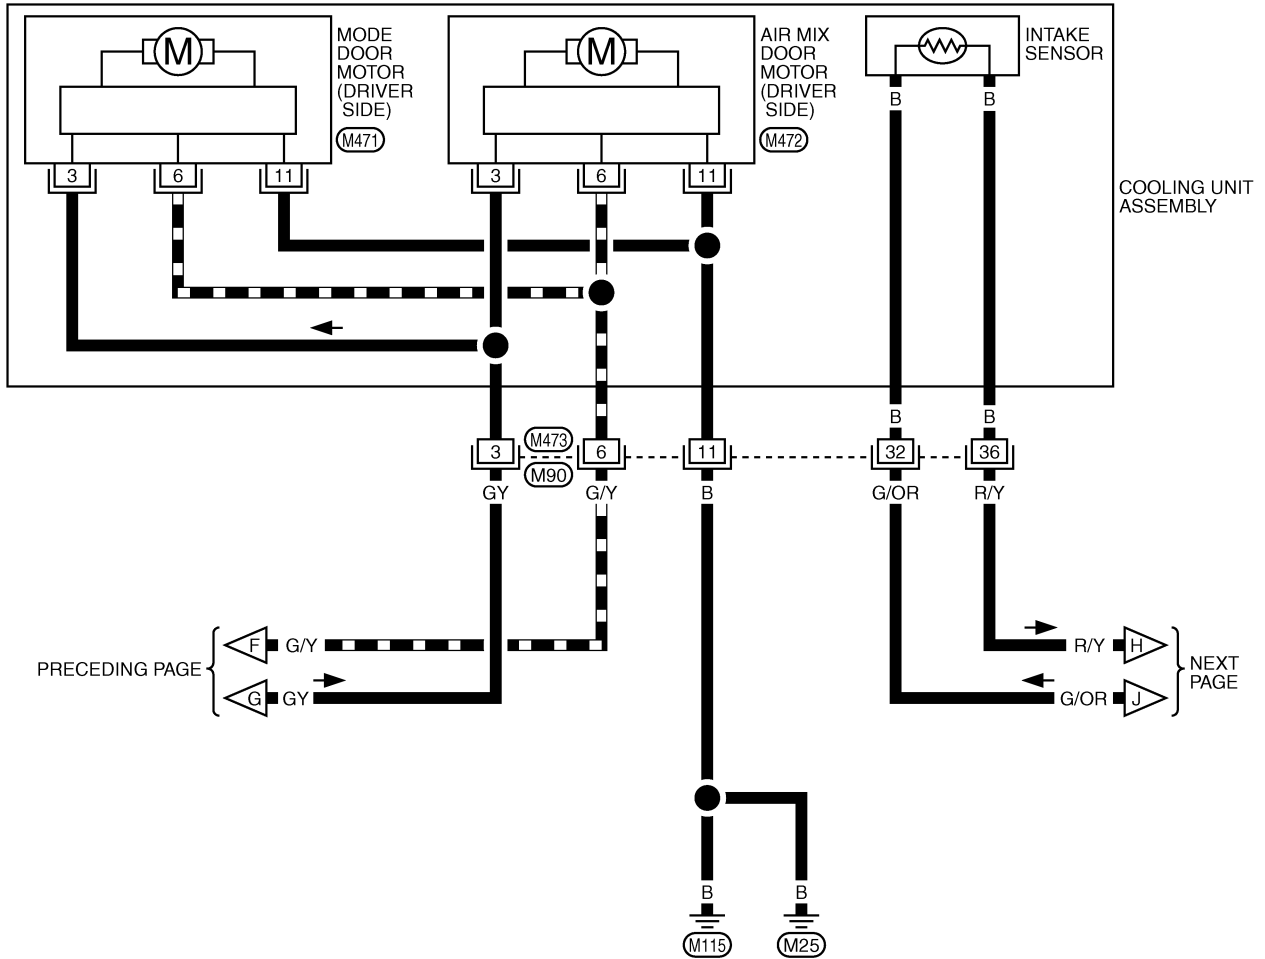 M
MODE
DOOR
MOTOR
(DRIVER
SIDE)
M471
3
6
11
M
AIR MIX
DOOR
MOTOR
(DRIVER
SIDE)
M472
3
6
11
INTAKE
SENSOR
B
B
COOLING UNIT
ASSEMBLY
B
B
3
M473
M90
6
11
32
36
GY
G/Y
B
G/OR
R/Y
PRECEDING PAGE
F
G/Y
G
GY
R/Y
H
G/OR
J
NEXT
PAGE
B
B
M115
M25